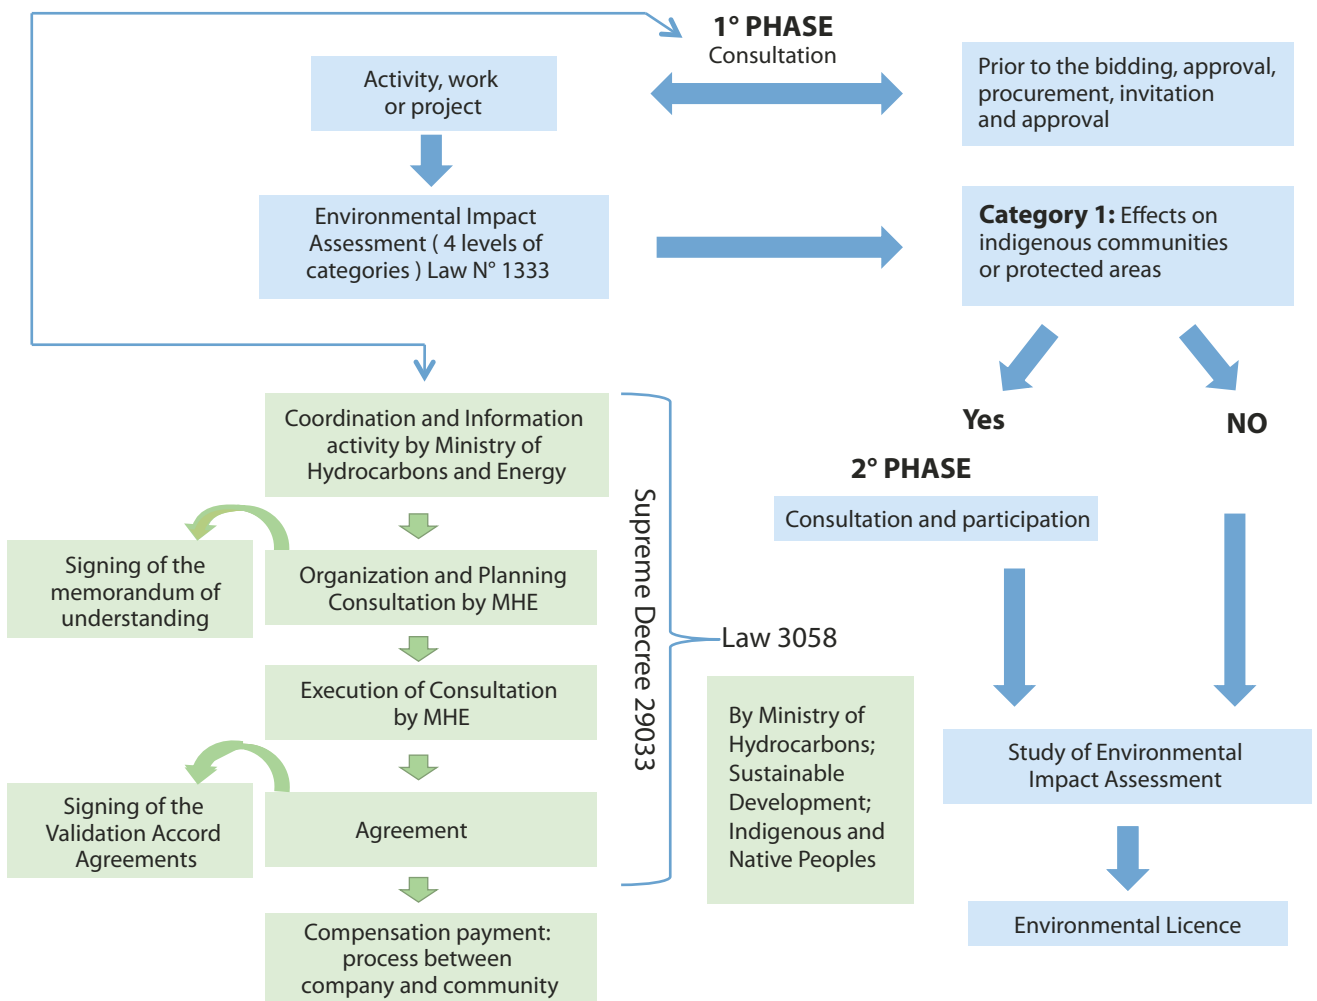 1° PHASE
Consultation
Activity, work
or project
Prior to the bidding, approval,
procurement, invitation
and approval
Environmental Impact
Assessment ( 4 levels of
categories ) Law N° 1333
Category 1: Effects on
indigenous communities
or protected areas
Yes
NO
2° PHASE
Consultation and participation
Study of Environmental
Impact Assessment
Environmental Licence
Coordination and Information
activity by Ministry of
Hydrocarbons and Energy
Signing of the
memorandum of
understanding
Organization and Planning
Consultation by MHE
Execution of Consultation
by MHE
Signing of the
Validation Accord
Agreements
Agreement
Compensation payment:
process between
company and community
Supreme Decree 29033
Law 3058
By Ministry of
Hydrocarbons;
Sustainable
Development;
Indigenous and
Native Peoples